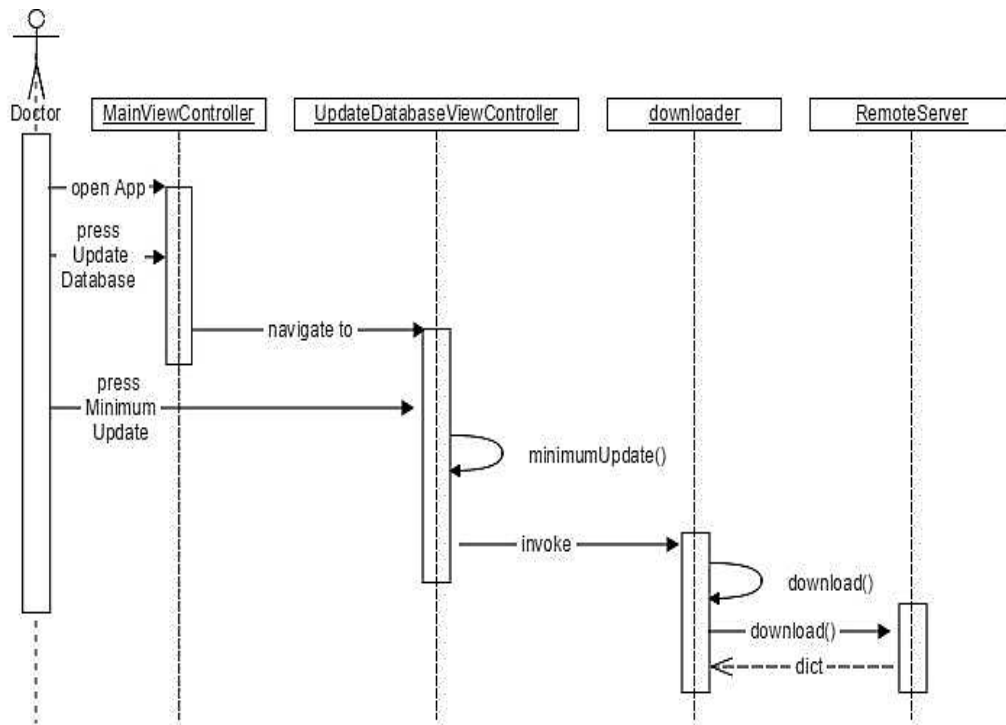 Doctor
MainViewController
UpdateDatabaseViewController
downloader
RemoteServer
open App
press
Update
Database
navigate to
press
Minimum
Update
minimumUpdate()
invoke
download()
download()
dict